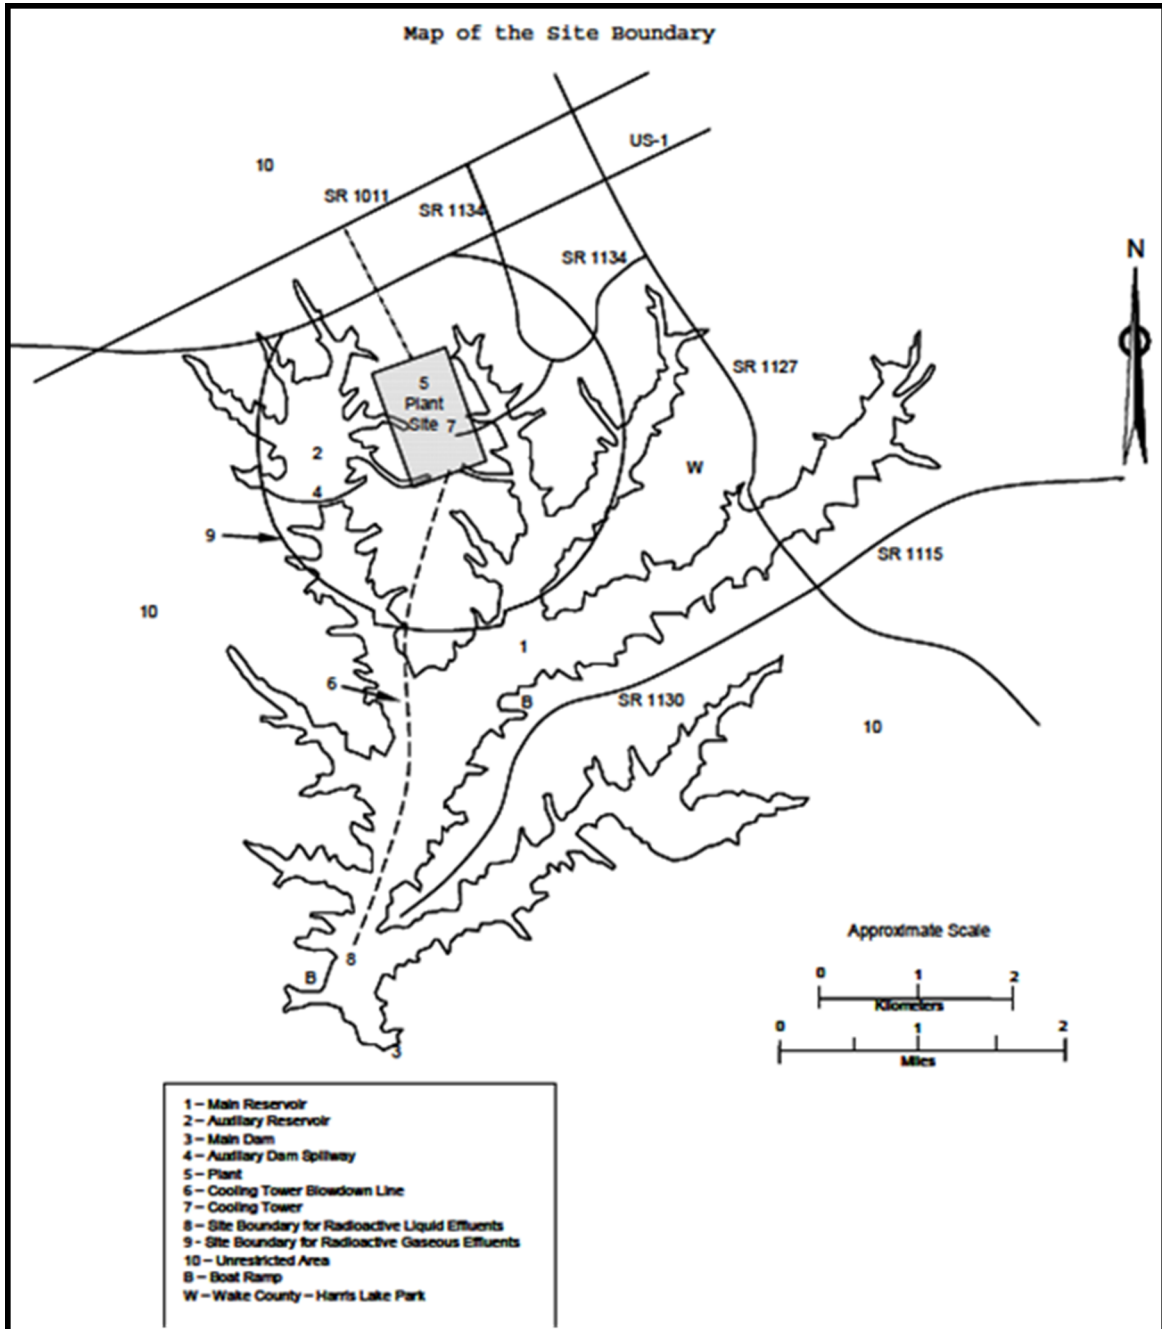 Map of the Site Boundary
US-1
10
SR 1011
SR 1134
SR 1134
N
SR 1127
5
Plant
Site 7
2
W
4
9
SR 1115
10
1
6
B
SR 1130
10
Approximate Scale
0 1 2
Kilometers
0 1 2
Miles
8
B
3
1 – Main Reservoir
2 – Auxiliary Reservoir
3 – Main Dam
4 – Auxiliary Dam Spillway
5 – Plant
6 – Cooling Tower Blowdown Line
7 – Cooling Tower
8 – Site Boundary for Radioactive Liquid Effluents
9 - Site Boundary for Radioactive Gaseous Effluents
10 – Unrestricted Area
B – Boat Ramp
W – Wake County – Harris Lake Park